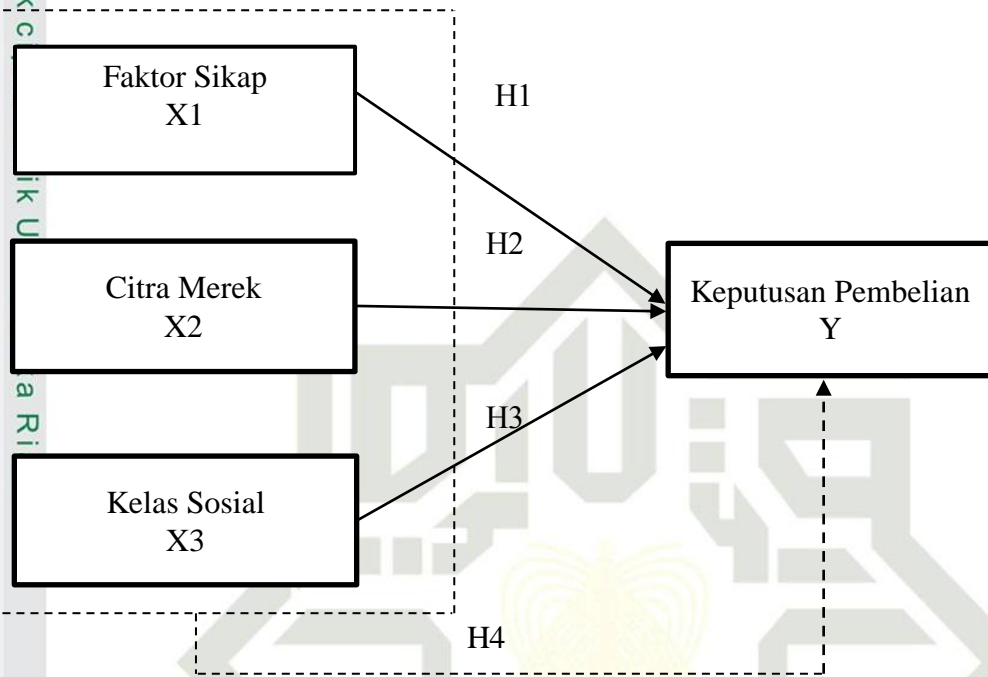 Faktor Sikap
X1
H1
H2
Citra Merek
X2
Keputusan Pembelian
Y
H3
Kelas Sosial
X3
H4